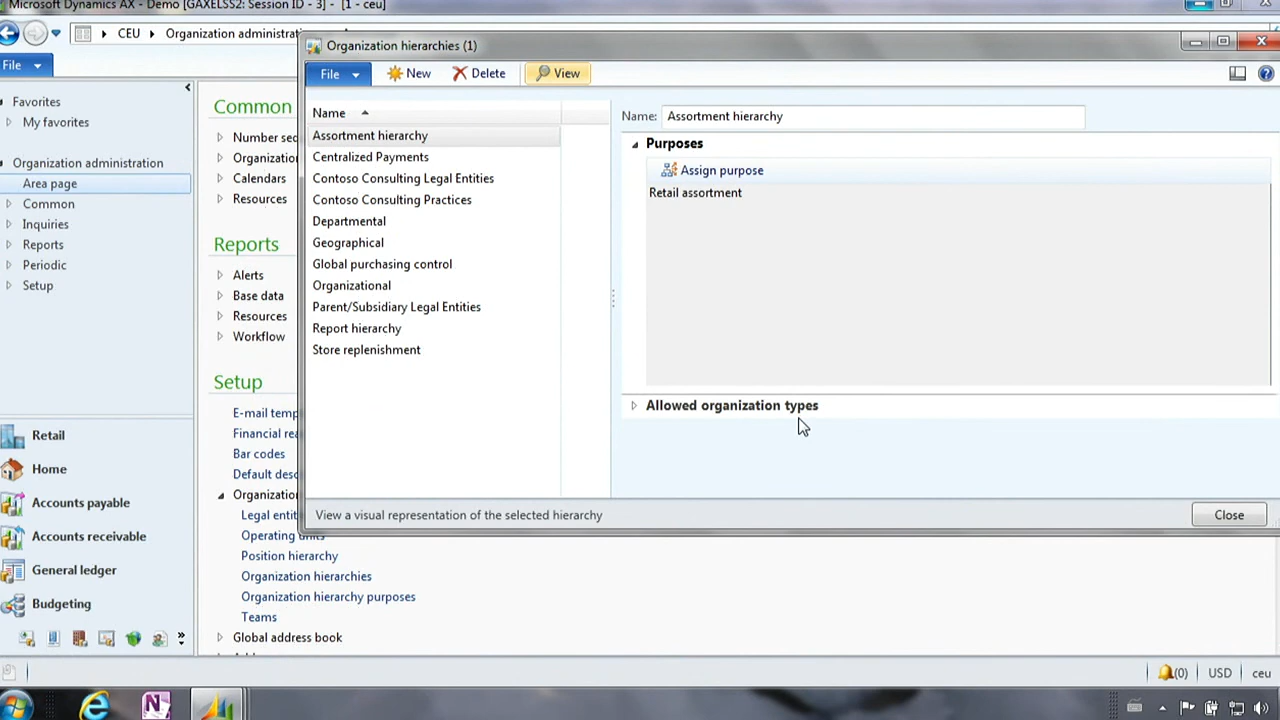 Microsoft Dynamics AX - Demo [GAXELSS2: Session ID - 3] - [1 - ceu]
CEU
Organization administrati
File
Favorites
My favorites
Organization administration
Area page
Common
Inquiries
Reports
Periodic
Setup
Retail
Home
Accounts payable
Accounts receivable
General ledger
Budgeting
Common
Number sec
Organizatio
Calendars
Resources
Reports
Alerts
Base data
Resources
Workflow
Setup
E-mail temp
Financial rea
Bar codes
Default desc
Organization
Legal entit
Operating units
Position hierarchy
Organization hierarchies
Organization hierarchy purposes
Teams
Global address book
Organization hierarchies (1)
File
New
Delete
View
Name
Assortment hierarchy
Centralized Payments
Contoso Consulting Legal Entities
Contoso Consulting Practices
Departmental
Geographical
Global purchasing control
Organizational
Parent/Subsidiary Legal Entities
Report hierarchy
Store replenishment
Name: Assortment hierarchy
Purposes
Assign purpose
Retail assortment
Allowed organization types
View a visual representation of the selected hierarchy
Close
(0)
USD
ceu